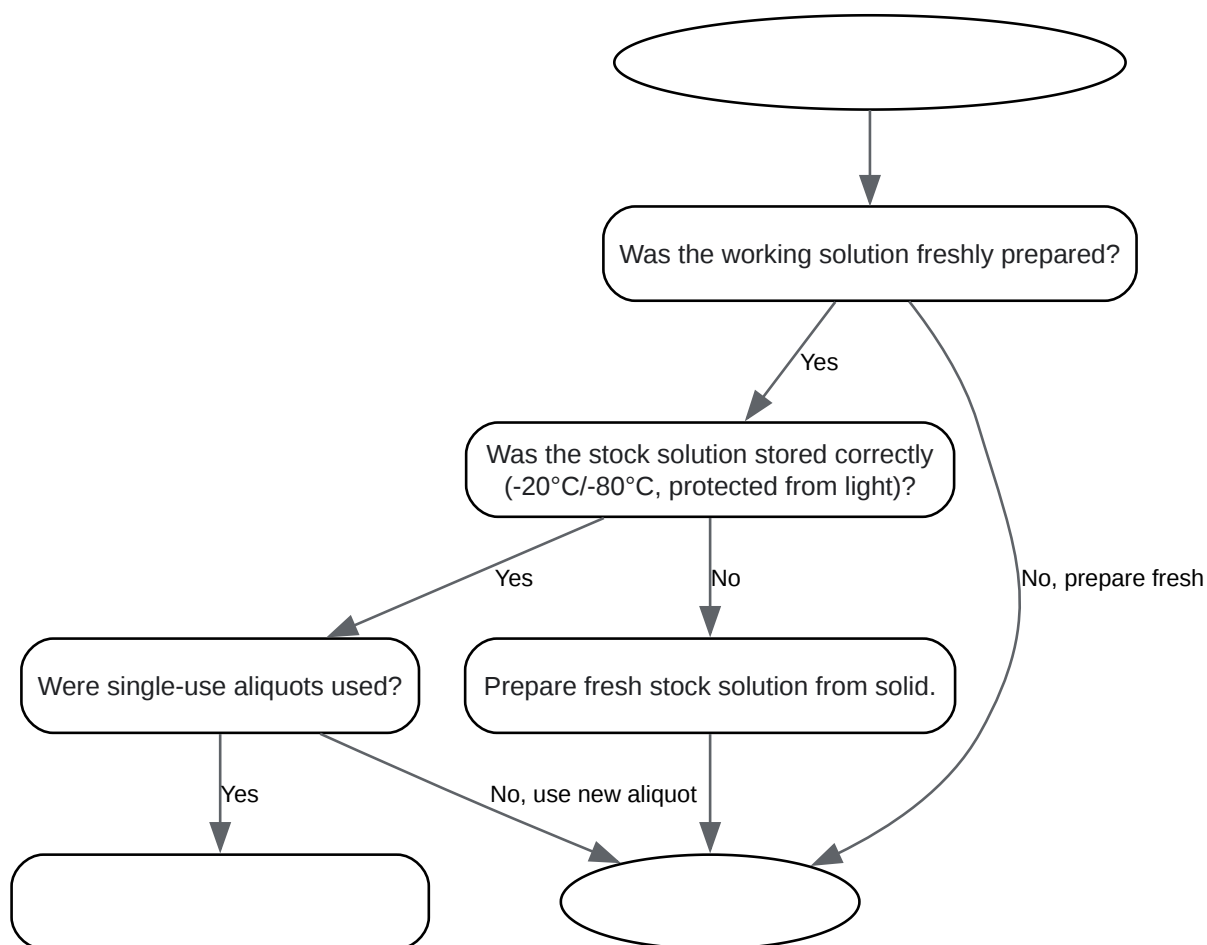 Was the working solution freshly prepared?
Yes
Was the stock solution stored correctly
(-20°C/-80°C, protected from light)?
Yes
No
No, prepare fresh
Were single-use aliquots used?
Prepare fresh stock solution from solid.
Yes
No, use new aliquot